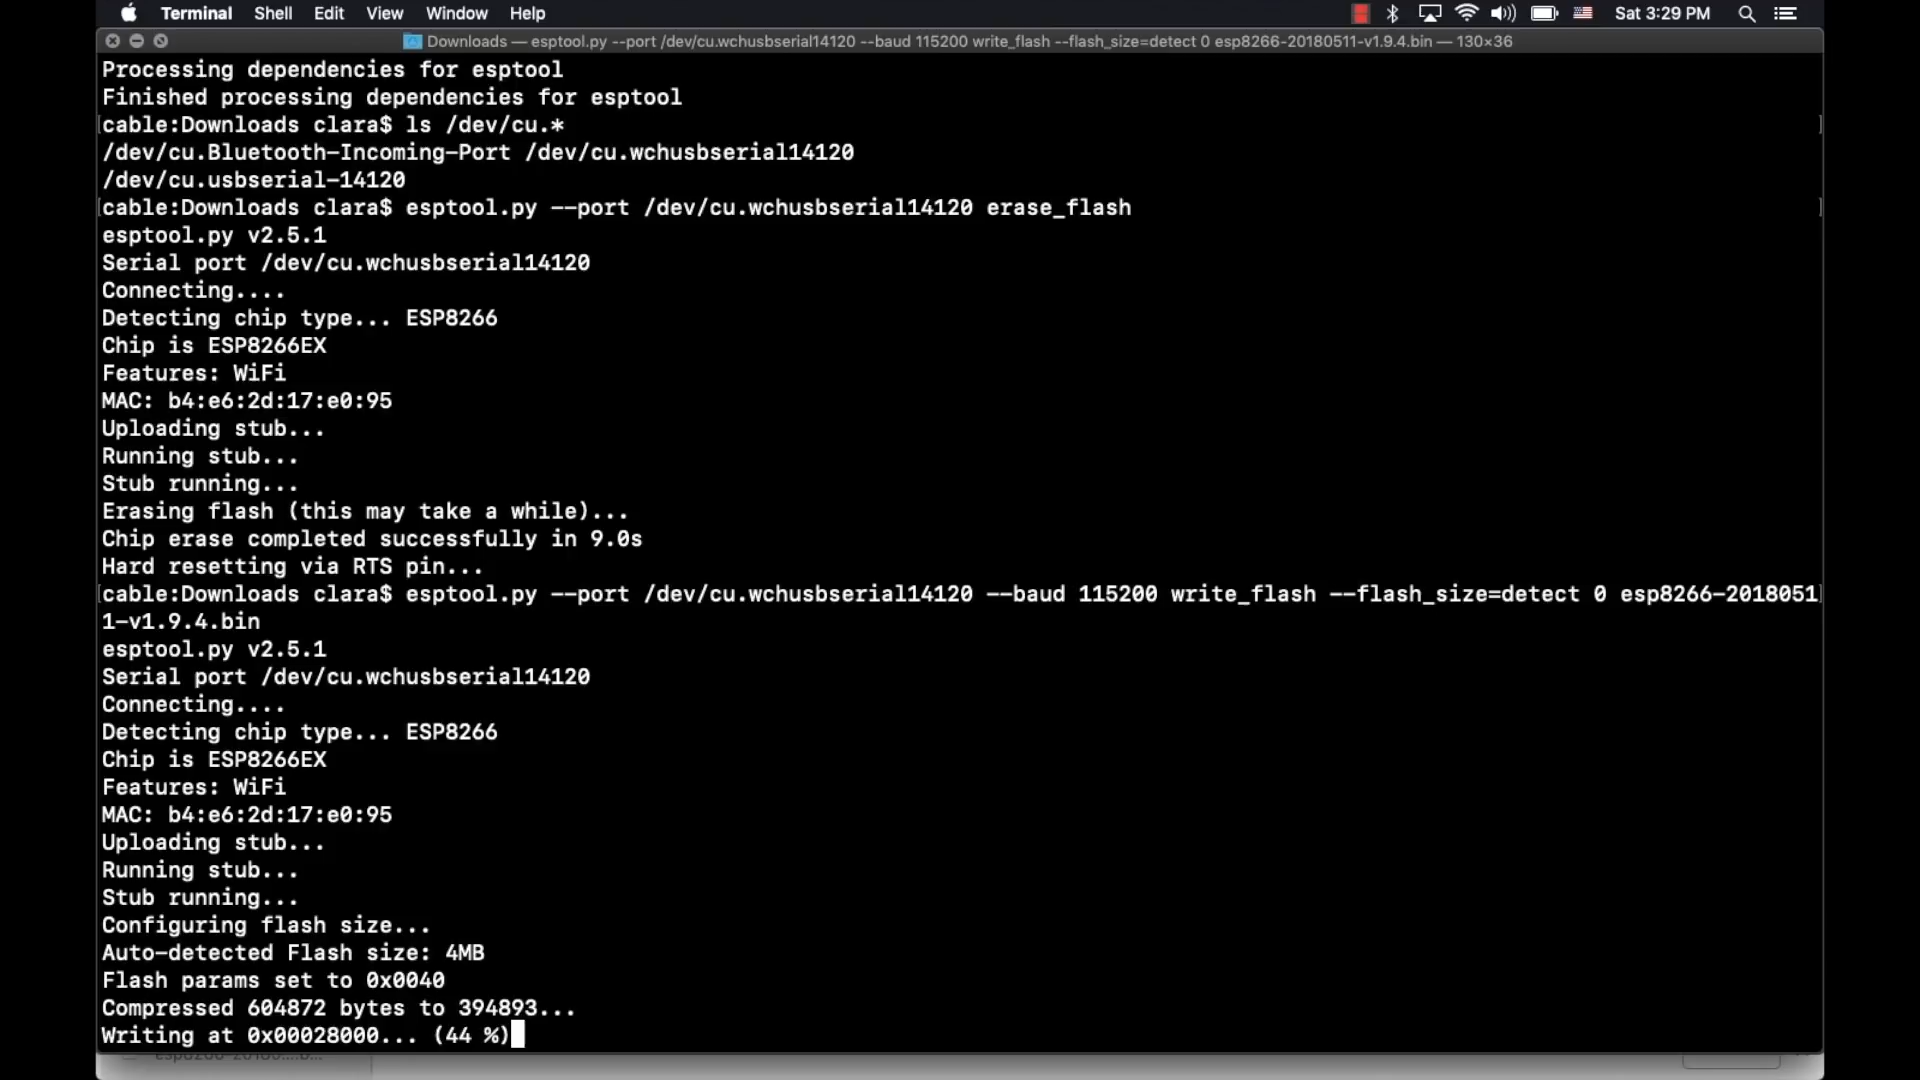 Terminal Shell Edit View Window Help Sat 3:29 PM
Downloads — esptool.py --port /dev/cu.wchusbserial14120 --baud 115200 write_flash --flash_size=detect 0 esp8266-20180511-v1.9.4.bin — 130×36
Processing dependencies for esptool
Finished processing dependencies for esptool
[cable:Downloads clara$ ls /dev/cu.* ]
/dev/cu.Bluetooth-Incoming-Port /dev/cu.wchusbserial14120
/dev/cu.usbserial-14120
[cable:Downloads clara$ esptool.py --port /dev/cu.wchusbserial14120 erase_flash ]
esptool.py v2.5.1
Serial port /dev/cu.wchusbserial14120
Connecting....
Detecting chip type... ESP8266
Chip is ESP8266EX
Features: WiFi
MAC: b4:e6:2d:17:e0:95
Uploading stub...
Running stub...
Stub running...
Erasing flash (this may take a while)...
Chip erase completed successfully in 9.0s
Hard resetting via RTS pin...
[cable:Downloads clara$ esptool.py --port /dev/cu.wchusbserial14120 --baud 115200 write_flash --flash_size=detect 0 esp8266-2018051]
1-v1.9.4.bin
esptool.py v2.5.1
Serial port /dev/cu.wchusbserial14120
Connecting....
Detecting chip type... ESP8266
Chip is ESP8266EX
Features: WiFi
MAC: b4:e6:2d:17:e0:95
Uploading stub...
Running stub...
Stub running...
Configuring flash size...
Auto-detected Flash size: 4MB
Flash params set to 0x0040
Compressed 604872 bytes to 394893...
Writing at 0x00028000... (44 %)